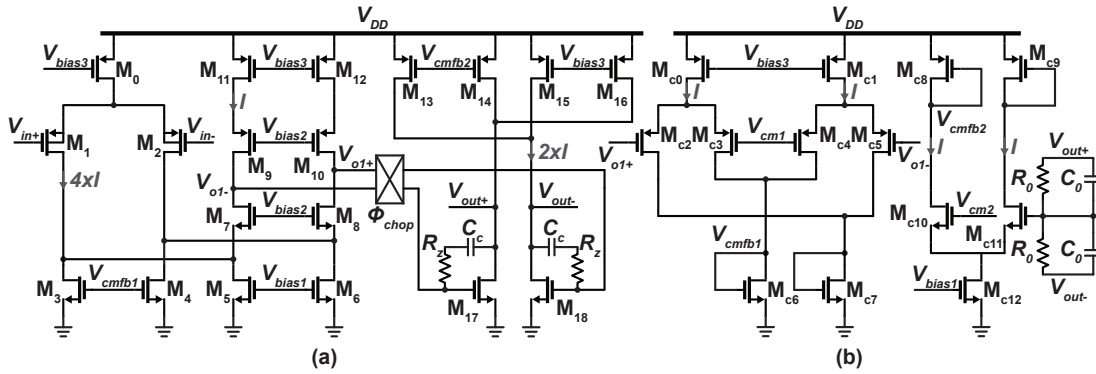 V_DD V_DD
V_bias3 M_0 M_11 V_bias3 M_12 V_cmfb2 V_bias3
M_13 M_14 M_15 M_16
M_c0 V_bias3 M_c1 M_c8 M_c9
I I I
V_in+ M_1 M_2 V_in- V_bias2 M_9 M_10 V_o1+ 2xI
M_c2 M_c3 V_cm1 M_c4 M_c5 V_cmfb2 I I
V_o1+ V_o1-
4xI V_o1- Φ_chop V_out+ V_out-
V_out+ R_0 C_0
M_7 V_bias2 M_8 R_z C_c C_c R_z
M_c10 V_cm2 M_c11 R_0 C_0
V_cmfb1
M_3 V_cmfb1 M_4 M_5 V_bias1 M_6 M_17 M_18
M_c6 M_c7 V_bias1 M_c12 V_out-
(a) (b)